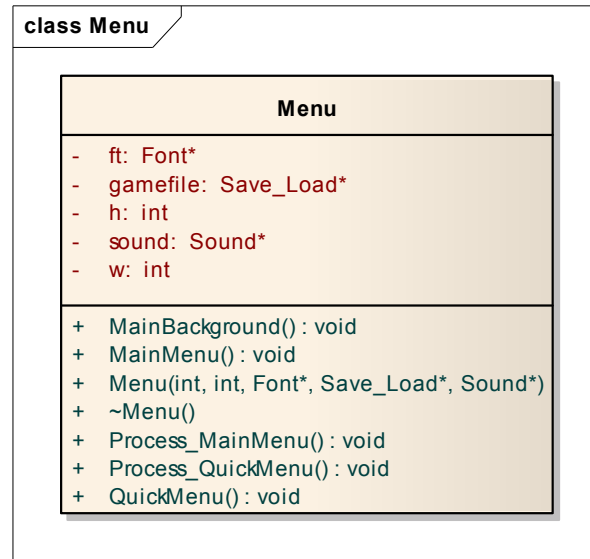 class Menu
Menu
- ft: Font*
- gamefile: Save_Load*
- h: int
- sound: Sound*
- w: int
+ MainBackground() : void
+ MainMenu() : void
+ Menu(int, int, Font*, Save_Load*, Sound*)
+ ~Menu()
+ Process_MainMenu() : void
+ Process_QuickMenu() : void
+ QuickMenu() : void